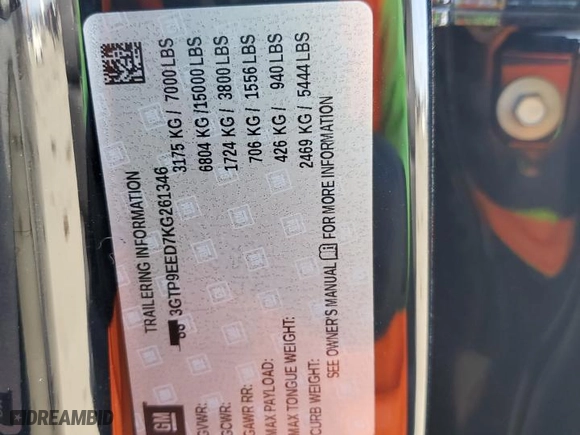 TRAILERING INFORMATION
3GTP9EED7KG261346
GM
GVWR: 3175 KG / 7000 LBS
GCWR: 6804 KG / 15000 LBS
GAWR RR: 1724 KG / 3800 LBS
MAX PAYLOAD: 706 KG / 1556 LBS
MAX TONGUE WEIGHT: 426 KG / 940 LBS
CURB WEIGHT: 2469 KG / 5444 LBS
SEE OWNER'S MANUAL FOR MORE INFORMATION
DREAMBID